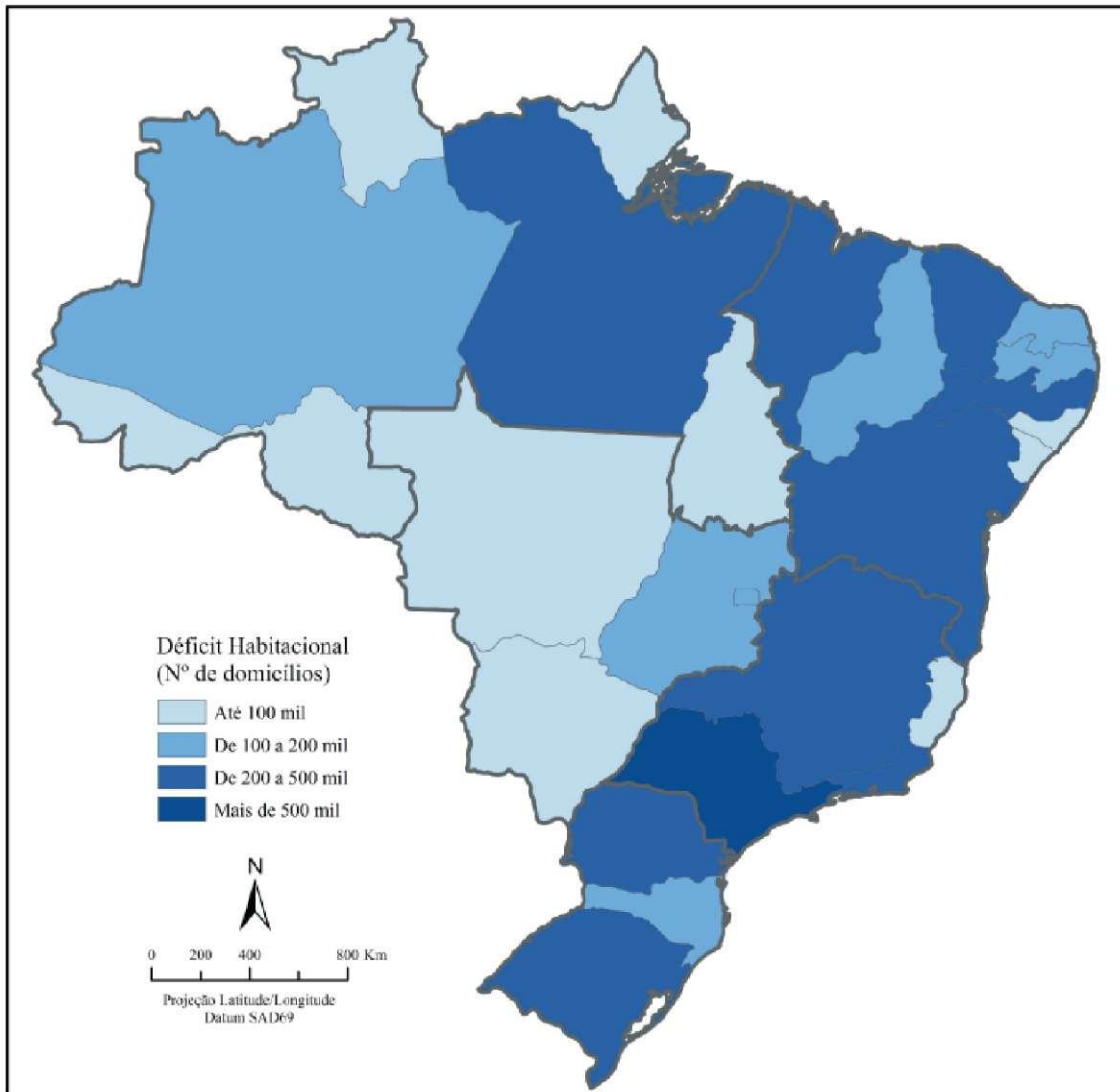 Déficit Habitacional
(Nº de domicílios)
Até 100 mil
De 100 a 200 mil
De 200 a 500 mil
Mais de 500 mil
N
0 200 400 800 Km
Projeção Latitude/Longitude
Datum SAD69